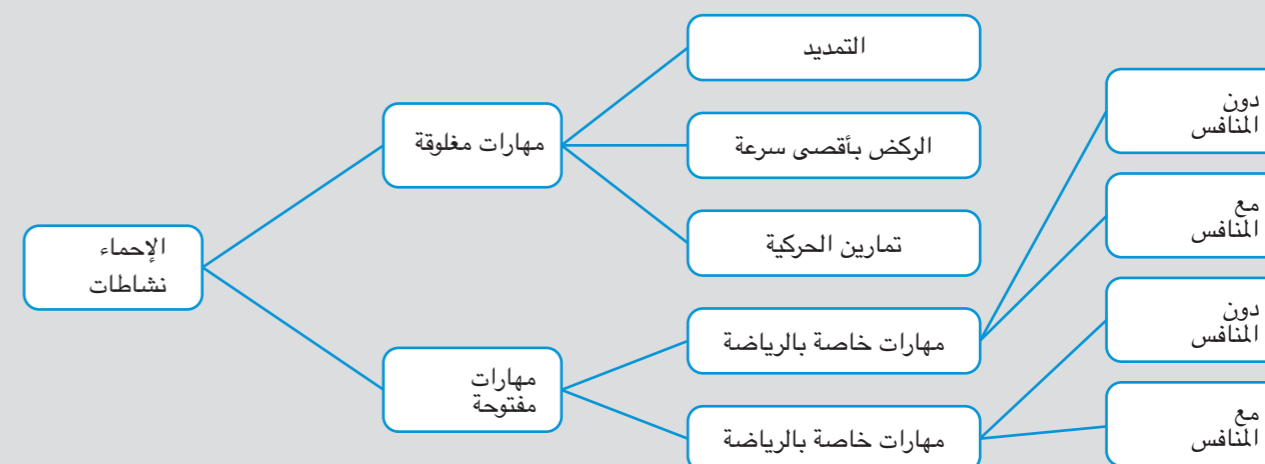 الإحماء
نشاطات
مهارات مغلوقة
التمديد
الركض بأقصى سرعة
تمارين الحركية
مهارات
مفتوحة
مهارات خاصة بالرياضة
دون
المنافس
مع
المنافس
مهارات خاصة بالرياضة
دون
المنافس
مع
المنافس